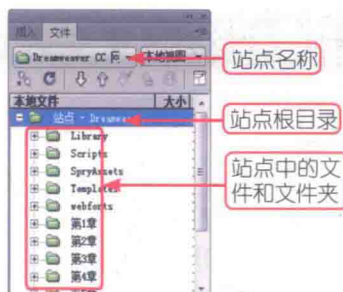 插入 文件
Dreamweaver CC 本地视图
站点名称
本地文件 大小
站点 - Dreamweaver
站点根目录
Library
Scripts
SpryAssets
Templates
webfonts
第1章
第2章
第3章
第4章
站点中的文
件和文件夹